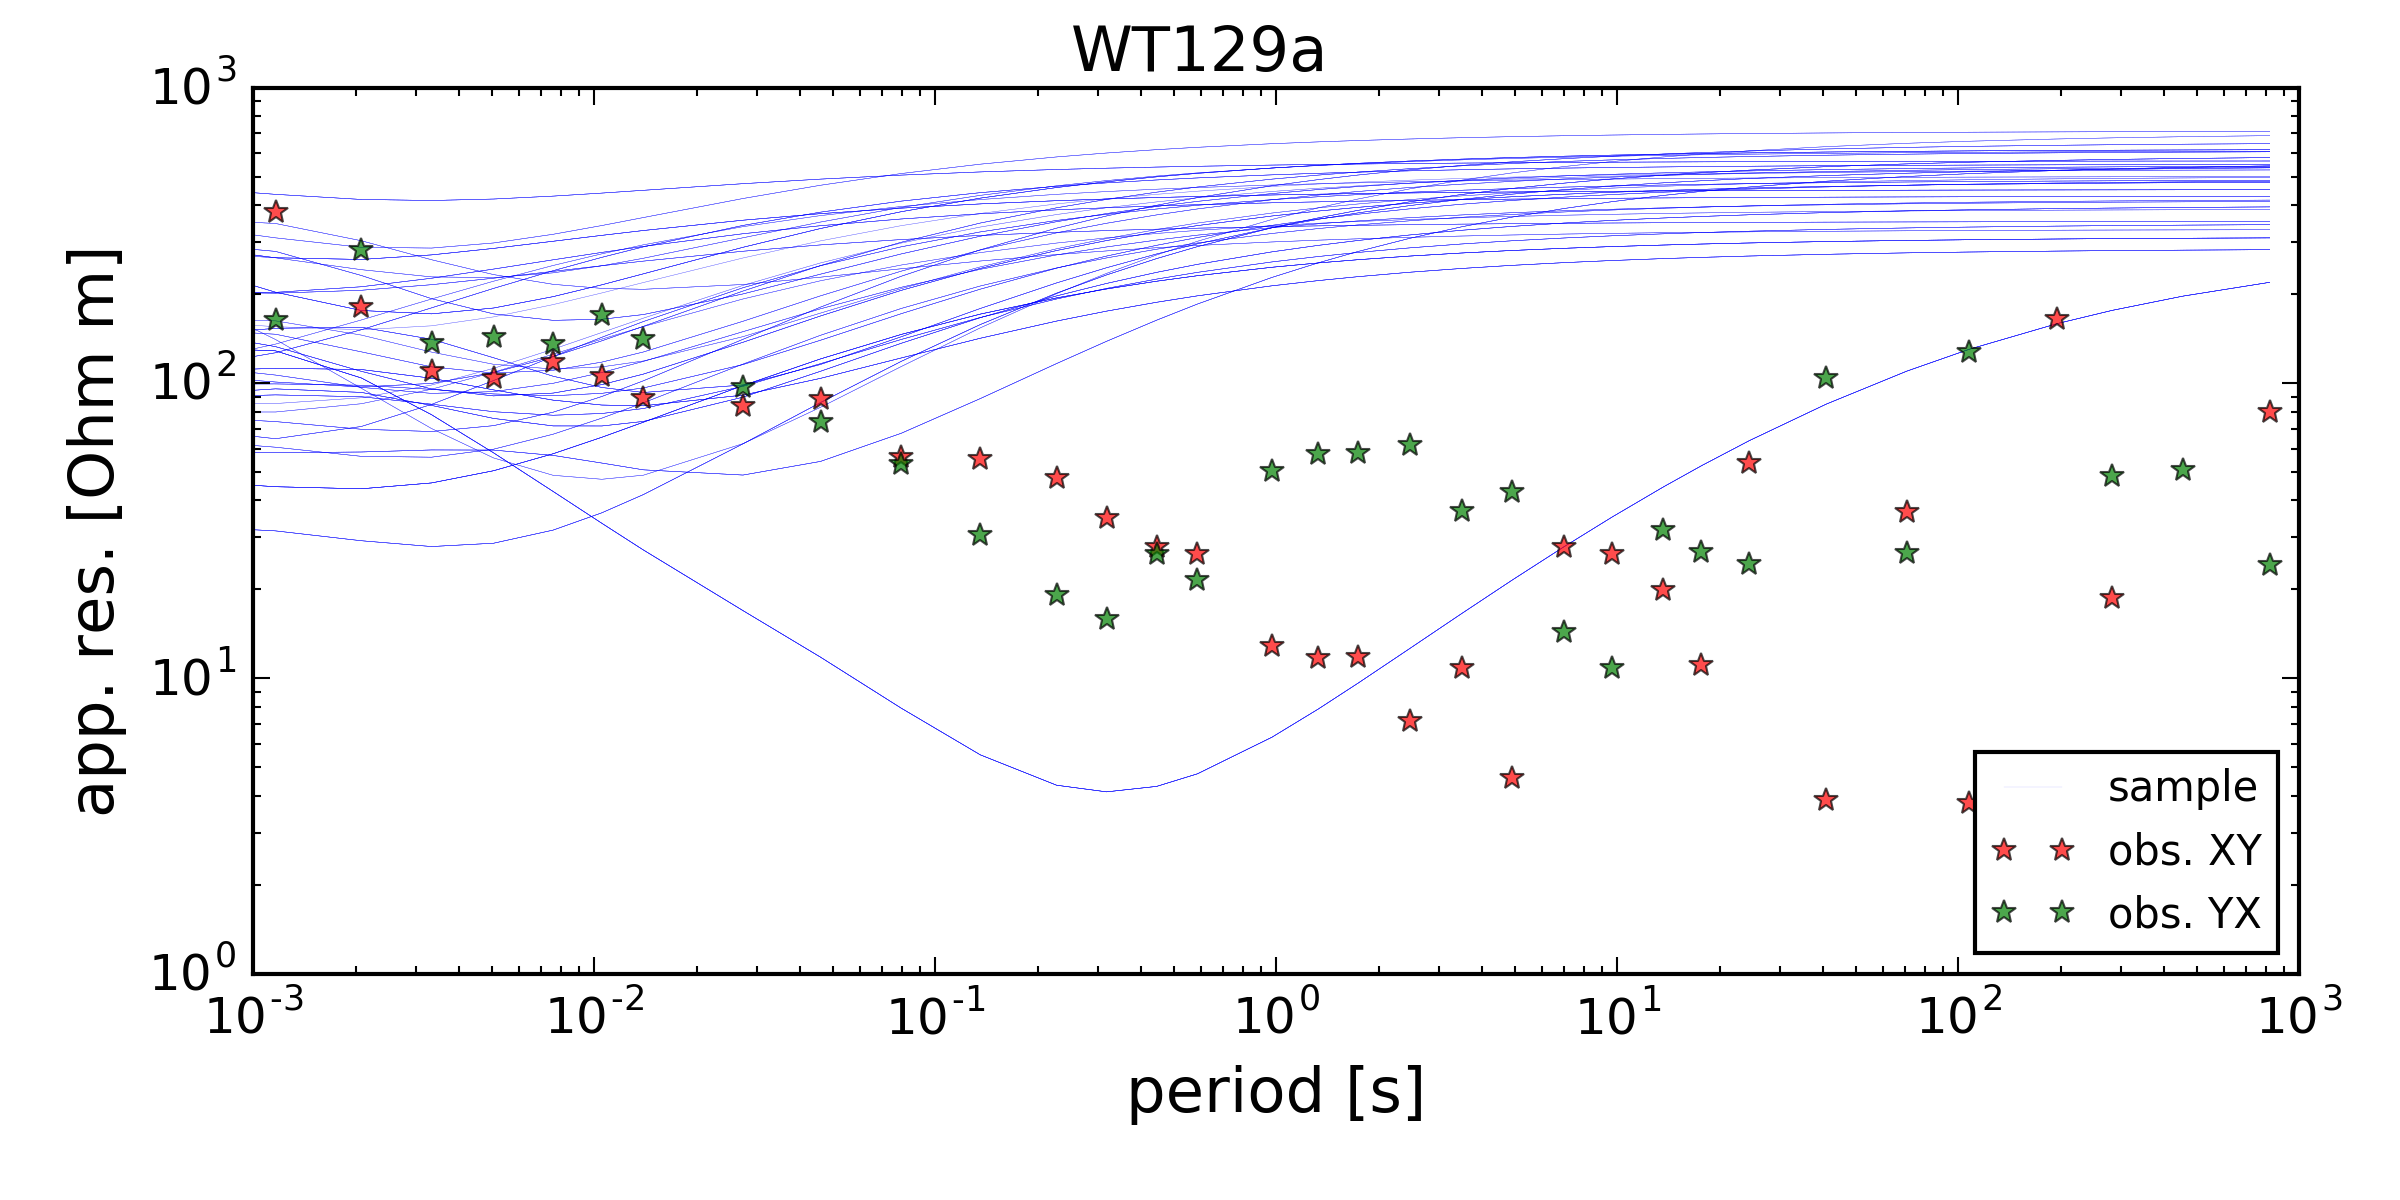 WT129a
app. res. [Ohm m]
10^3
10^2
10^1
10^0
10^-3 10^-2 10^-1 10^0 10^1 10^2 10^3
period [s]
sample
obs. XY
obs. YX